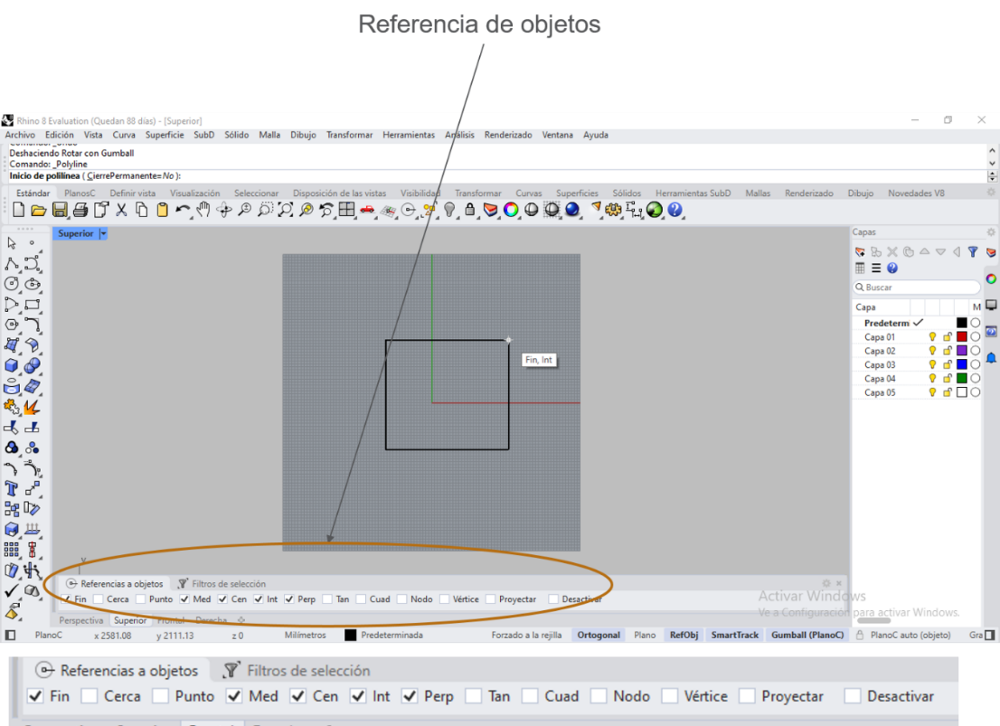 Referencia de objetos
Rhino 8 Evaluation (Quedan 88 días) - [Superior]
Archivo Edición Vista Curva Superficie SubD Sólido Malla Dibujo Transformar Herramientas Análisis Renderizado Ventana Ayuda
Deshaciendo Rotar con Gumball
Comando: _Polyline
Inicio de polilínea ( CierrePermanente=No ):
Estándar PlanosC Definir vista Visualización Seleccionar Disposición de las vistas Visibilidad Transformar Curvas Superficies Sólidos Herramientas SubD Mallas Renderizado Dibujo Novedades V8
Superior
Capas
Buscar
Capa M
Predeterm
Capa 01
Capa 02
Capa 03
Capa 04
Capa 05
Fin, Int
y
Referencias a objetos Filtros de selección
Fin Cerca Punto Med Cen Int Perp Tan Cuad Nodo Vértice Proyectar Desactivar
Activar Windows
Ve a Configuración para activar Windows.
Perspectiva Superior Frontal Derecha
PlanoC x 2581.08 y 2111.13 z 0 Milímetros Predeterminada Forzado a la rejilla Ortogonal Plano RefObj SmartTrack Gumball (PlanoC) PlanoC auto (objeto) Gra
Referencias a objetos Filtros de selección
Fin Cerca Punto Med Cen Int Perp Tan Cuad Nodo Vértice Proyectar Desactivar